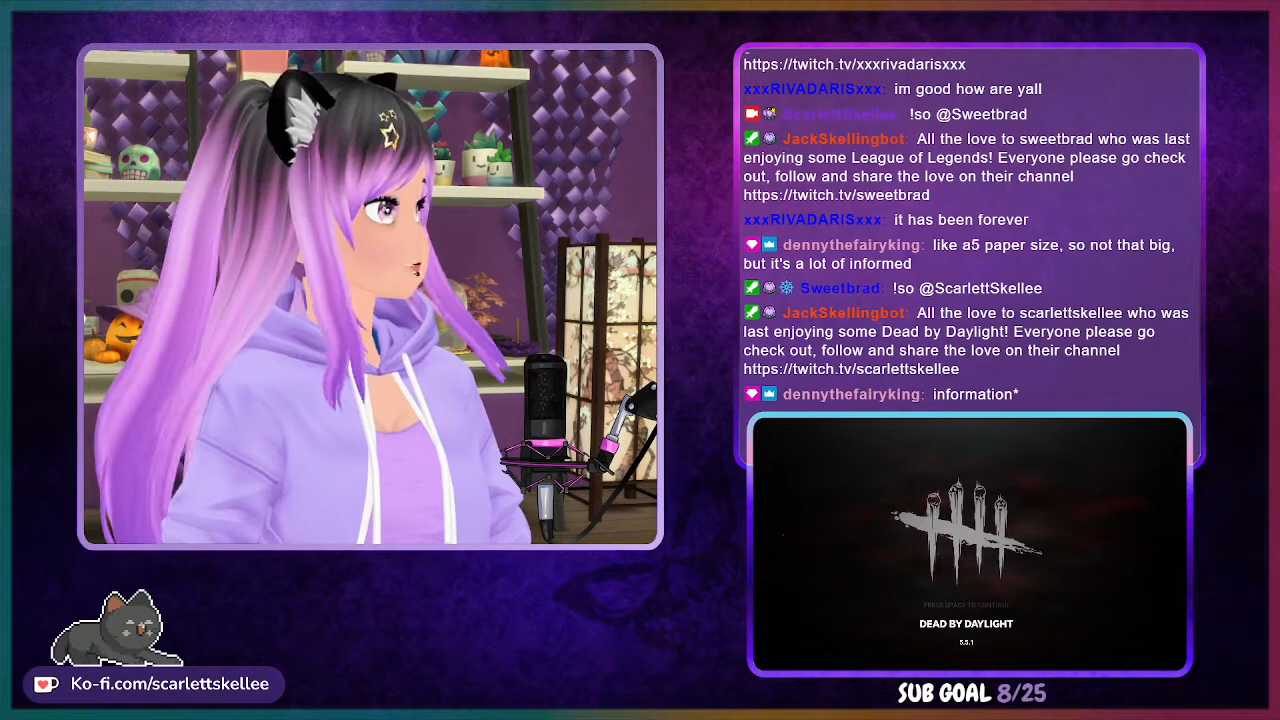 https://twitch.tv/xxxrivadarisxxx
xxxRIVADARISxxx: im good how are yall
ScarlettSkellee: !so @Sweetbrad
JackSkellingbot: All the love to sweetbrad who was last
enjoying some League of Legends! Everyone please go check
out, follow and share the love on their channel
https://twitch.tv/sweetbrad
xxxRIVADARISxxx: it has been forever
dennythefairyking: like a5 paper size, so not that big,
but it's a lot of informed
Sweetbrad: !so @ScarlettSkellee
JackSkellingbot: All the love to scarlettskellee who was
last enjoying some Dead by Daylight! Everyone please go
check out, follow and share the love on their channel
https://twitch.tv/scarlettskellee
dennythefairyking: information*
PRESS SPACE TO CONTINUE
DEAD BY DAYLIGHT
5.5.1
Ko-fi.com/scarlettskellee
SUB GOAL 8/25